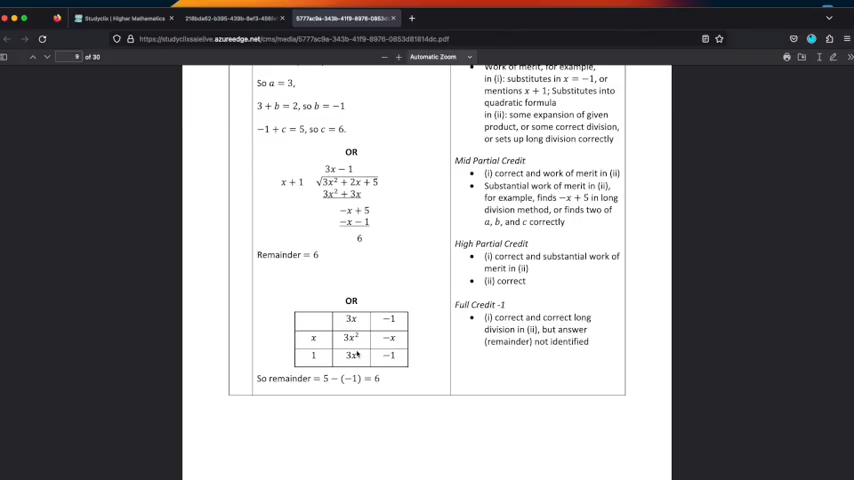 Studyclix | Higher Mathematics
218bda62-b395-439b-8ef3-486fe
5777ac9a-343b-41f9-8976-0853d
https://studyclixsaielive.azureedge.net/cms/media/5777ac9a-343b-41f9-8976-0853d81814dc.pdf
9 of 30
Automatic Zoom
So a = 3,
3 + b = 2, so b = −1
−1 + c = 5, so c = 6.
OR
3x − 1
x + 1 √3x² + 2x + 5
3x² + 3x
−x + 5
−x − 1
6
Remainder = 6
OR
3x −1
x 3x² −x
1 3x −1
So remainder = 5 − (−1) = 6
Work of merit, for example,
in (i): substitutes in x = −1, or
mentions x + 1; Substitutes into
quadratic formula
in (ii): some expansion of given
product, or some correct division,
or sets up long division correctly
Mid Partial Credit
• (i) correct and work of merit in (ii)
• Substantial work of merit in (ii),
for example, finds −x + 5 in long
division method, or finds two of
a, b, and c correctly
High Partial Credit
• (i) correct and substantial work of
merit in (ii)
• (ii) correct
Full Credit -1
• (i) correct and correct long
division in (ii), but answer
(remainder) not identified